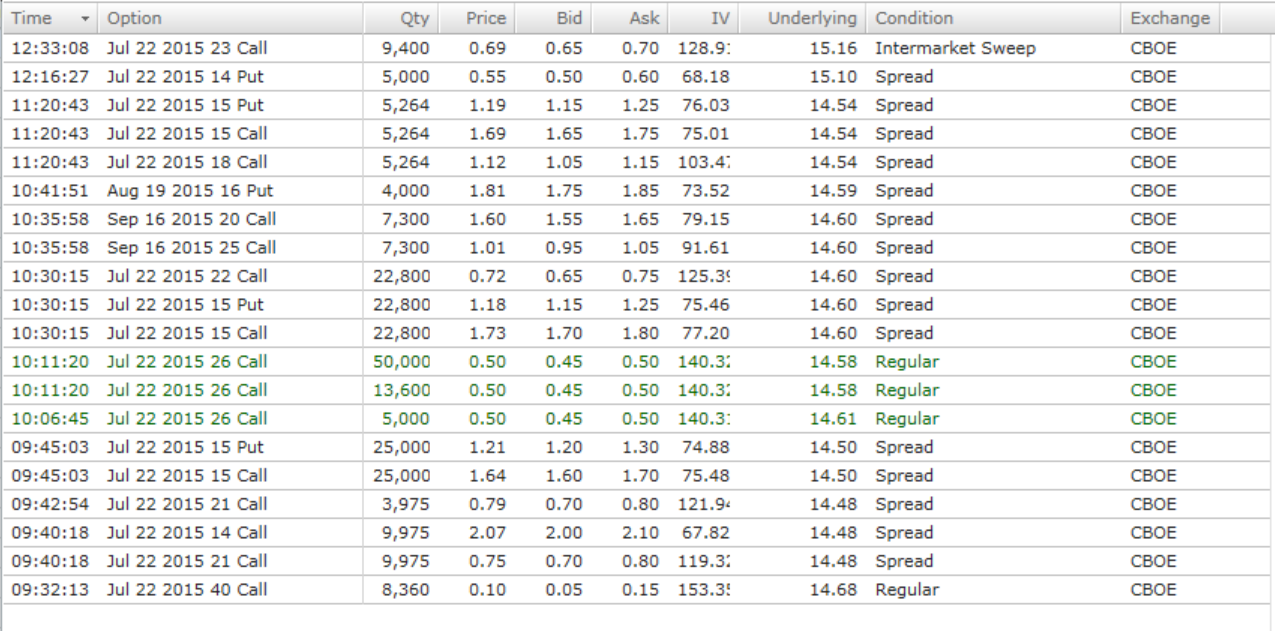 Time Option Qty Price Bid Ask IV Underlying Condition Exchange
12:33:08 Jul 22 2015 23 Call 9,400 0.69 0.65 0.70 128.9 15.16 Intermarket Sweep CBOE
12:16:27 Jul 22 2015 14 Put 5,000 0.55 0.50 0.60 68.18 15.10 Spread CBOE
11:20:43 Jul 22 2015 15 Put 5,264 1.19 1.15 1.25 76.03 14.54 Spread CBOE
11:20:43 Jul 22 2015 15 Call 5,264 1.69 1.65 1.75 75.01 14.54 Spread CBOE
11:20:43 Jul 22 2015 18 Call 5,264 1.12 1.05 1.15 103.4 14.54 Spread CBOE
10:41:51 Aug 19 2015 16 Put 4,000 1.81 1.75 1.85 73.52 14.59 Spread CBOE
10:35:58 Sep 16 2015 20 Call 7,300 1.60 1.55 1.65 79.15 14.60 Spread CBOE
10:35:58 Sep 16 2015 25 Call 7,300 1.01 0.95 1.05 91.61 14.60 Spread CBOE
10:30:15 Jul 22 2015 22 Call 22,800 0.72 0.65 0.75 125.3 14.60 Spread CBOE
10:30:15 Jul 22 2015 15 Put 22,800 1.18 1.15 1.25 75.46 14.60 Spread CBOE
10:30:15 Jul 22 2015 15 Call 22,800 1.73 1.70 1.80 77.20 14.60 Spread CBOE
10:11:20 Jul 22 2015 26 Call 50,000 0.50 0.45 0.50 140.3 14.58 Regular CBOE
10:11:20 Jul 22 2015 26 Call 13,600 0.50 0.45 0.50 140.3 14.58 Regular CBOE
10:06:45 Jul 22 2015 26 Call 5,000 0.50 0.45 0.50 140.3 14.61 Regular CBOE
09:45:03 Jul 22 2015 15 Put 25,000 1.21 1.20 1.30 74.88 14.50 Spread CBOE
09:45:03 Jul 22 2015 15 Call 25,000 1.64 1.60 1.70 75.48 14.50 Spread CBOE
09:42:54 Jul 22 2015 21 Call 3,975 0.79 0.70 0.80 121.9 14.48 Spread CBOE
09:40:18 Jul 22 2015 14 Call 9,975 2.07 2.00 2.10 67.82 14.48 Spread CBOE
09:40:18 Jul 22 2015 21 Call 9,975 0.75 0.70 0.80 119.3 14.48 Spread CBOE
09:32:13 Jul 22 2015 40 Call 8,360 0.10 0.05 0.15 153.3 14.68 Regular CBOE